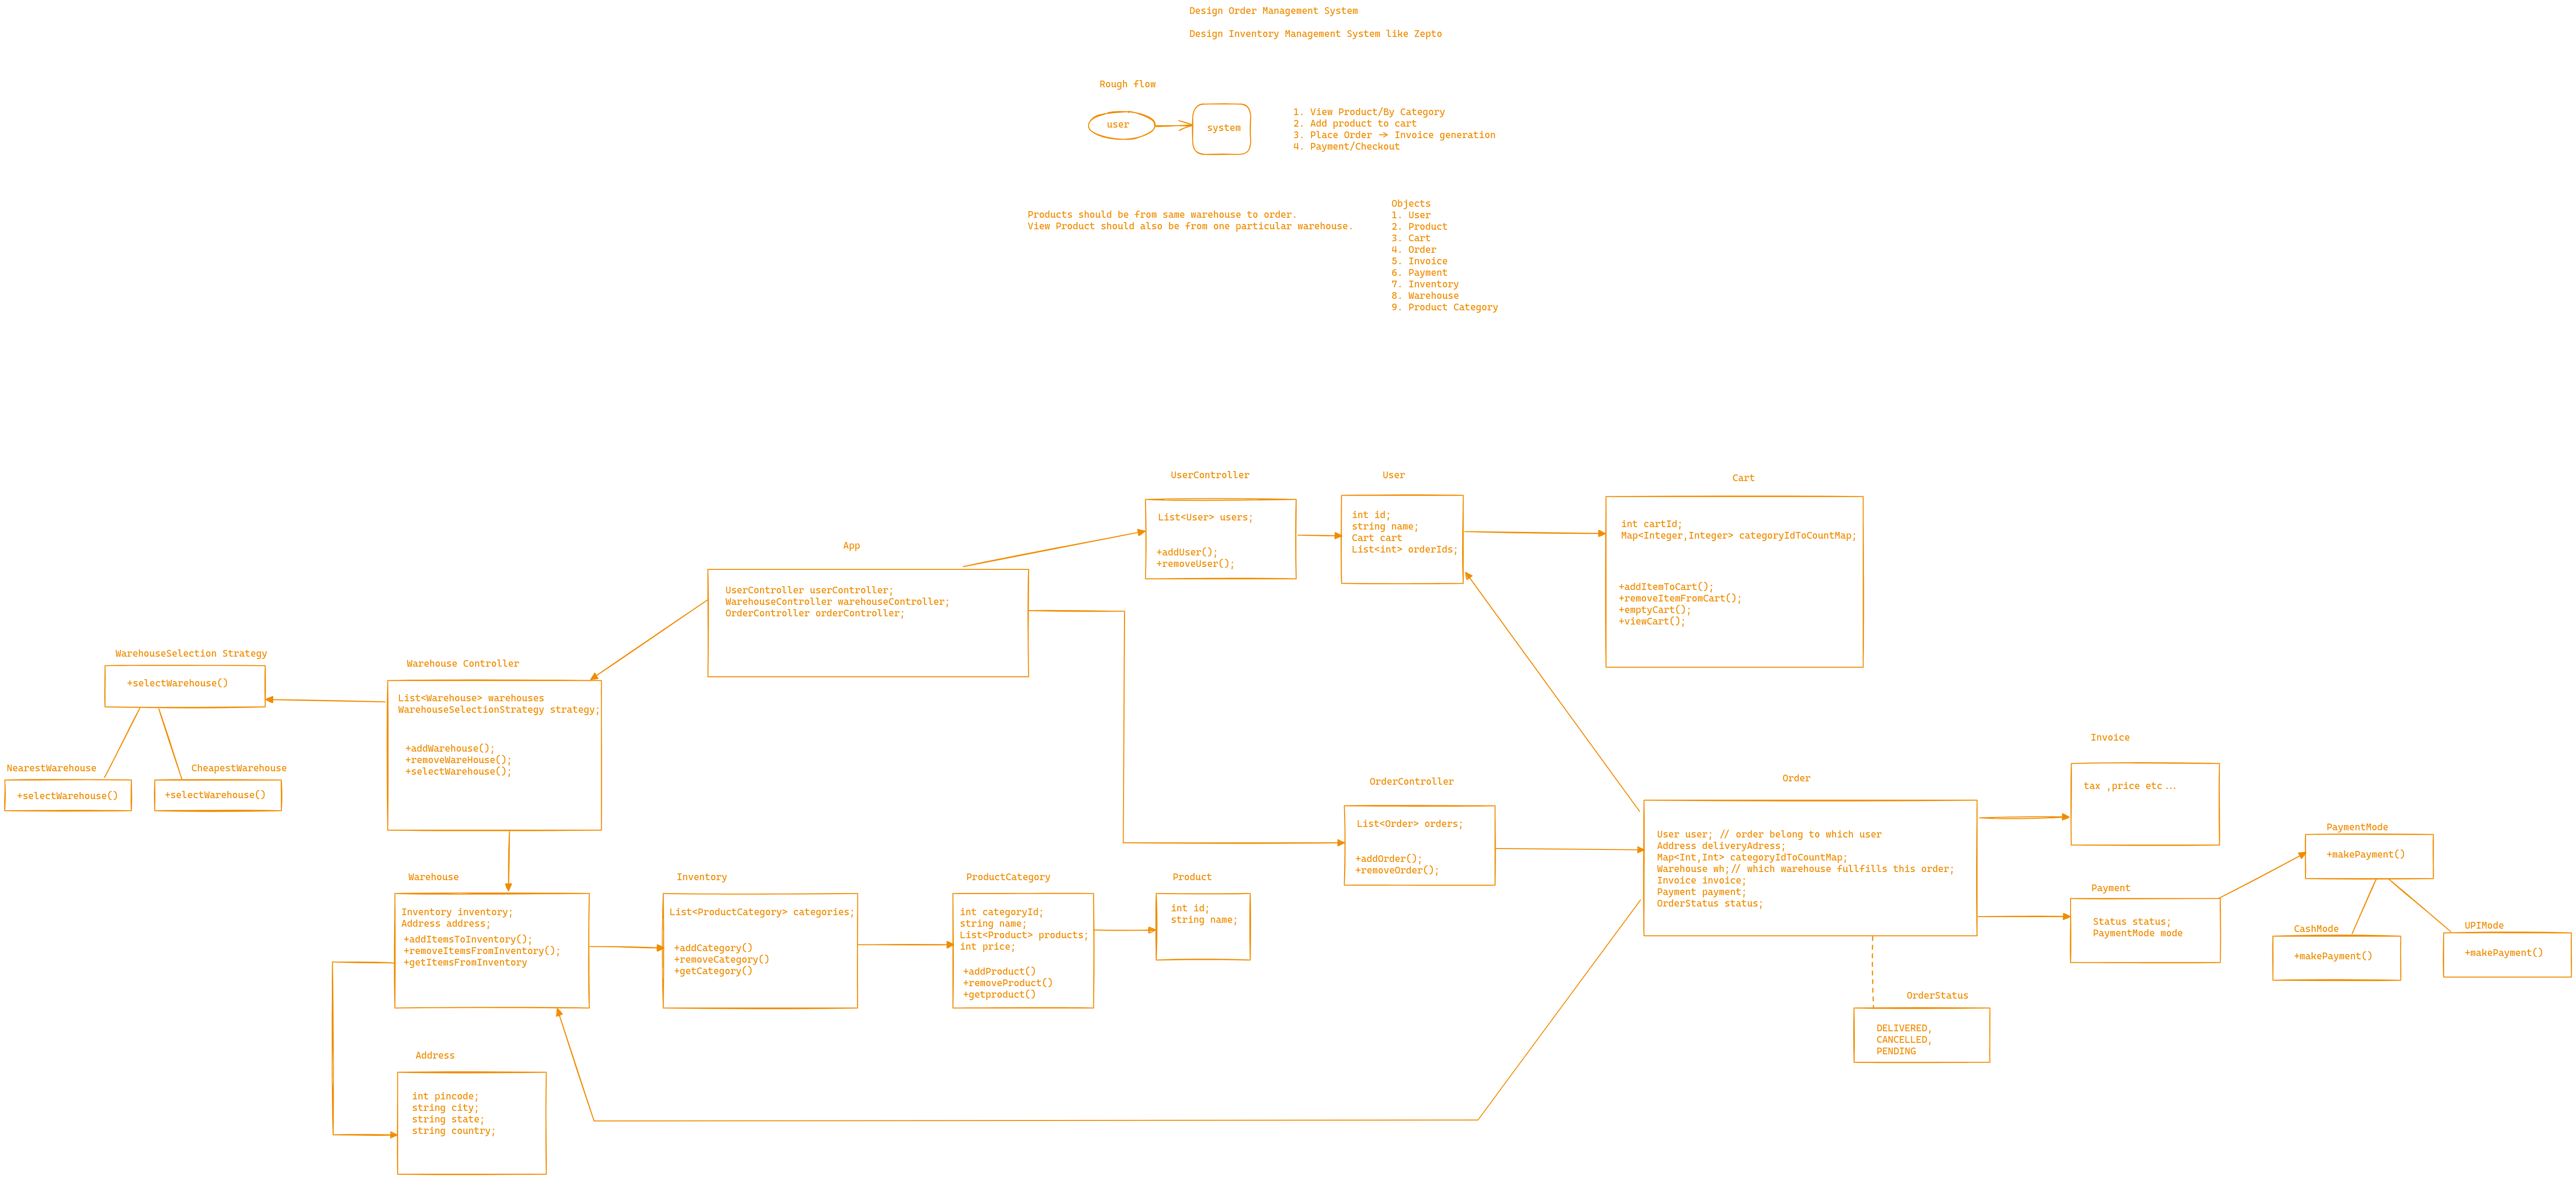 Design Order Management System
Design Inventory Management System like Zepto
Rough flow
user
system
1. View Product/By Category
2. Add product to cart
3. Place Order -> Invoice generation
4. Payment/Checkout
Products should be from same warehouse to order.
View Product should also be from one particular warehouse.
Objects
1. User
2. Product
3. Cart
4. Order
5. Invoice
6. Payment
7. Inventory
8. Warehouse
9. Product Category
UserController
List<User> users;
+addUser();
+removeUser();
User
int id;
string name;
Cart cart
List<int> orderIds;
Cart
int cartId;
Map<Integer,Integer> categoryIdToCountMap;
+addItemToCart();
+removeItemFromCart();
+emptyCart();
+viewCart();
App
UserController userController;
WarehouseController warehouseController;
OrderController orderController;
WarehouseSelection Strategy
+selectWarehouse()
NearestWarehouse
+selectWarehouse()
CheapestWarehouse
+selectWarehouse()
Warehouse Controller
List<Warehouse> warehouses
WarehouseSelectionStrategy strategy;
+addWarehouse();
+removeWareHouse();
+selectWarehouse();
Warehouse
Inventory inventory;
Address address;
+addItemsToInventory();
+removeItemsFromInventory();
+getItemsFromInventory
Inventory
List<ProductCategory> categories;
+addCategory()
+removeCategory()
+getCategory()
ProductCategory
int categoryId;
string name;
List<Product> products;
int price;
+addProduct()
+removeProduct()
+getproduct()
Product
int id;
string name;
Address
int pincode;
string city;
string state;
string country;
OrderController
List<Order> orders;
+addOrder();
+removeOrder();
Order
User user; // order belong to which user
Address deliveryAdress;
Map<Int,Int> categoryIdToCountMap;
Warehouse wh;// which warehouse fullfills this order;
Invoice invoice;
Payment payment;
OrderStatus status;
Invoice
tax ,price etc...
Payment
Status status;
PaymentMode mode
PaymentMode
+makePayment()
CashMode
+makePayment()
UPIMode
+makePayment()
OrderStatus
DELIVERED,
CANCELLED,
PENDING